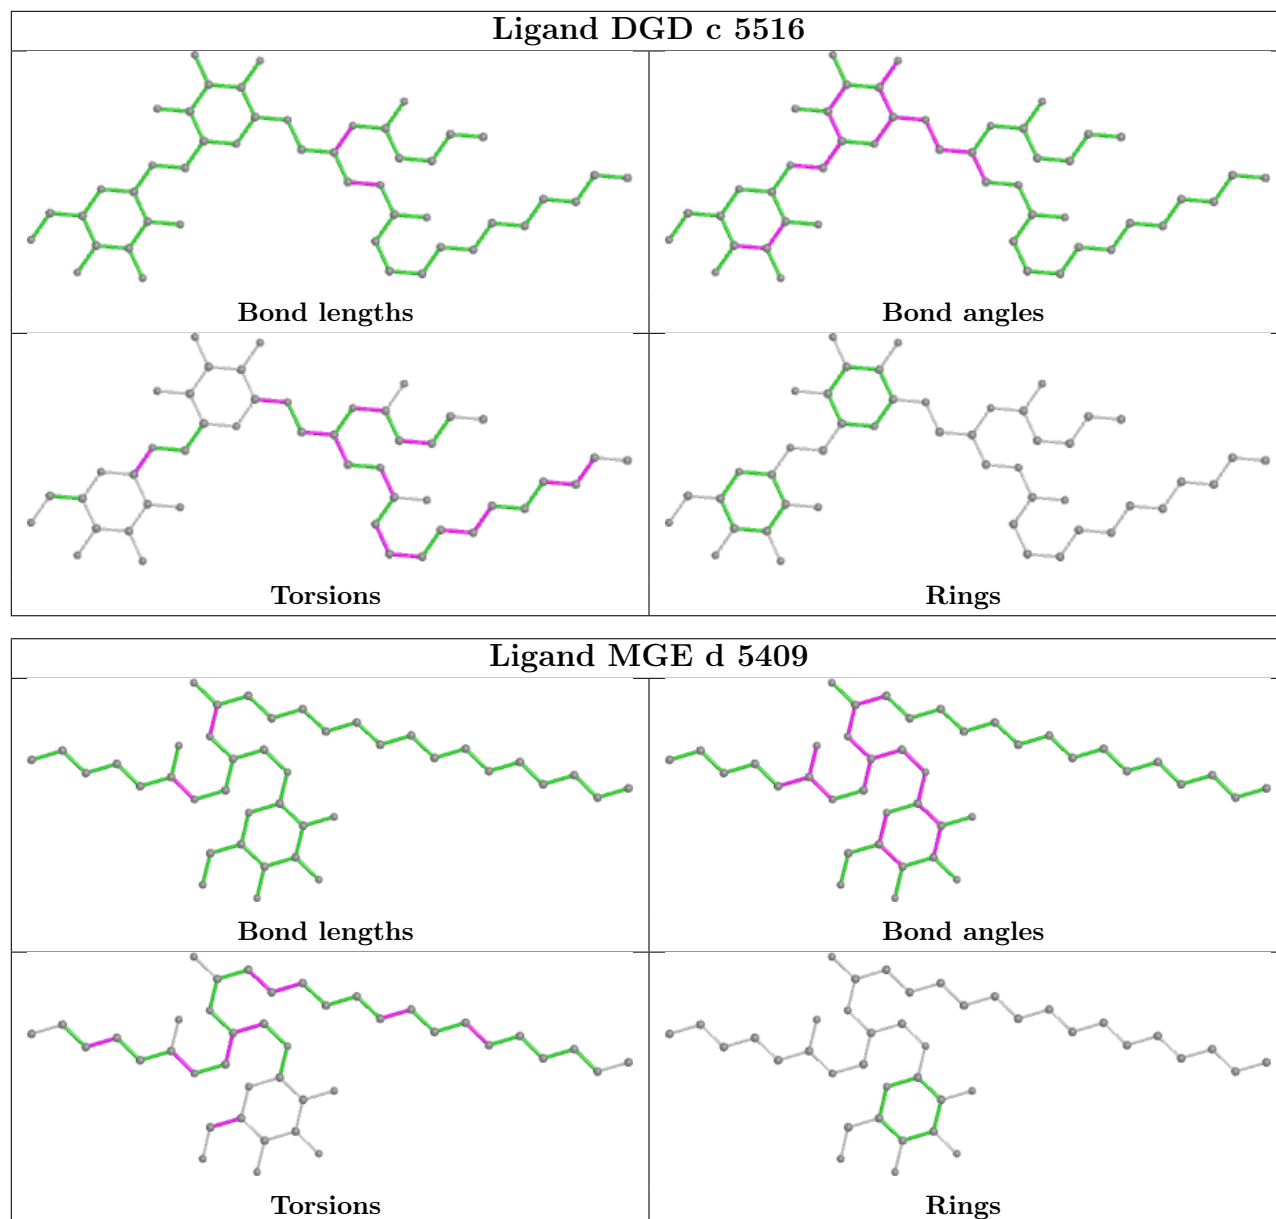 Ligand DGD c 5516
Bond lengths
Bond angles
Torsions
Rings
Ligand MGE d 5409
Bond lengths
Bond angles
Torsions
Rings